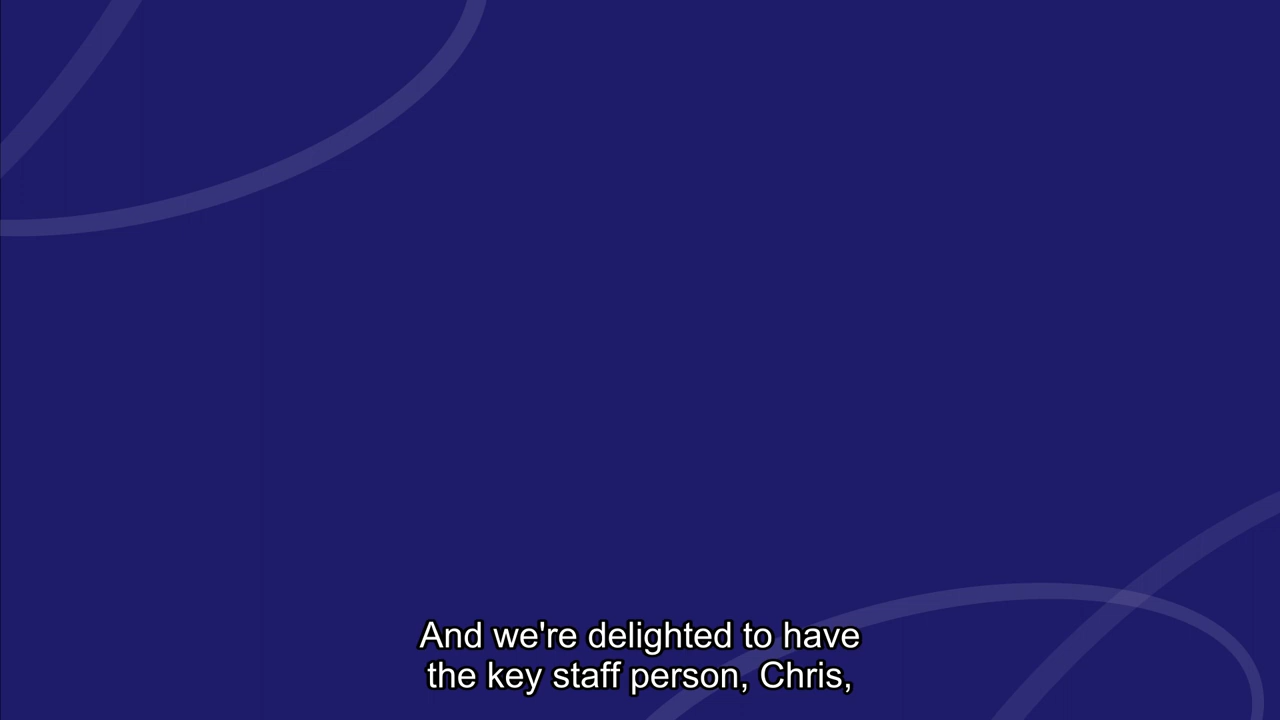 And we're delighted to have
the key staff person, Chris,